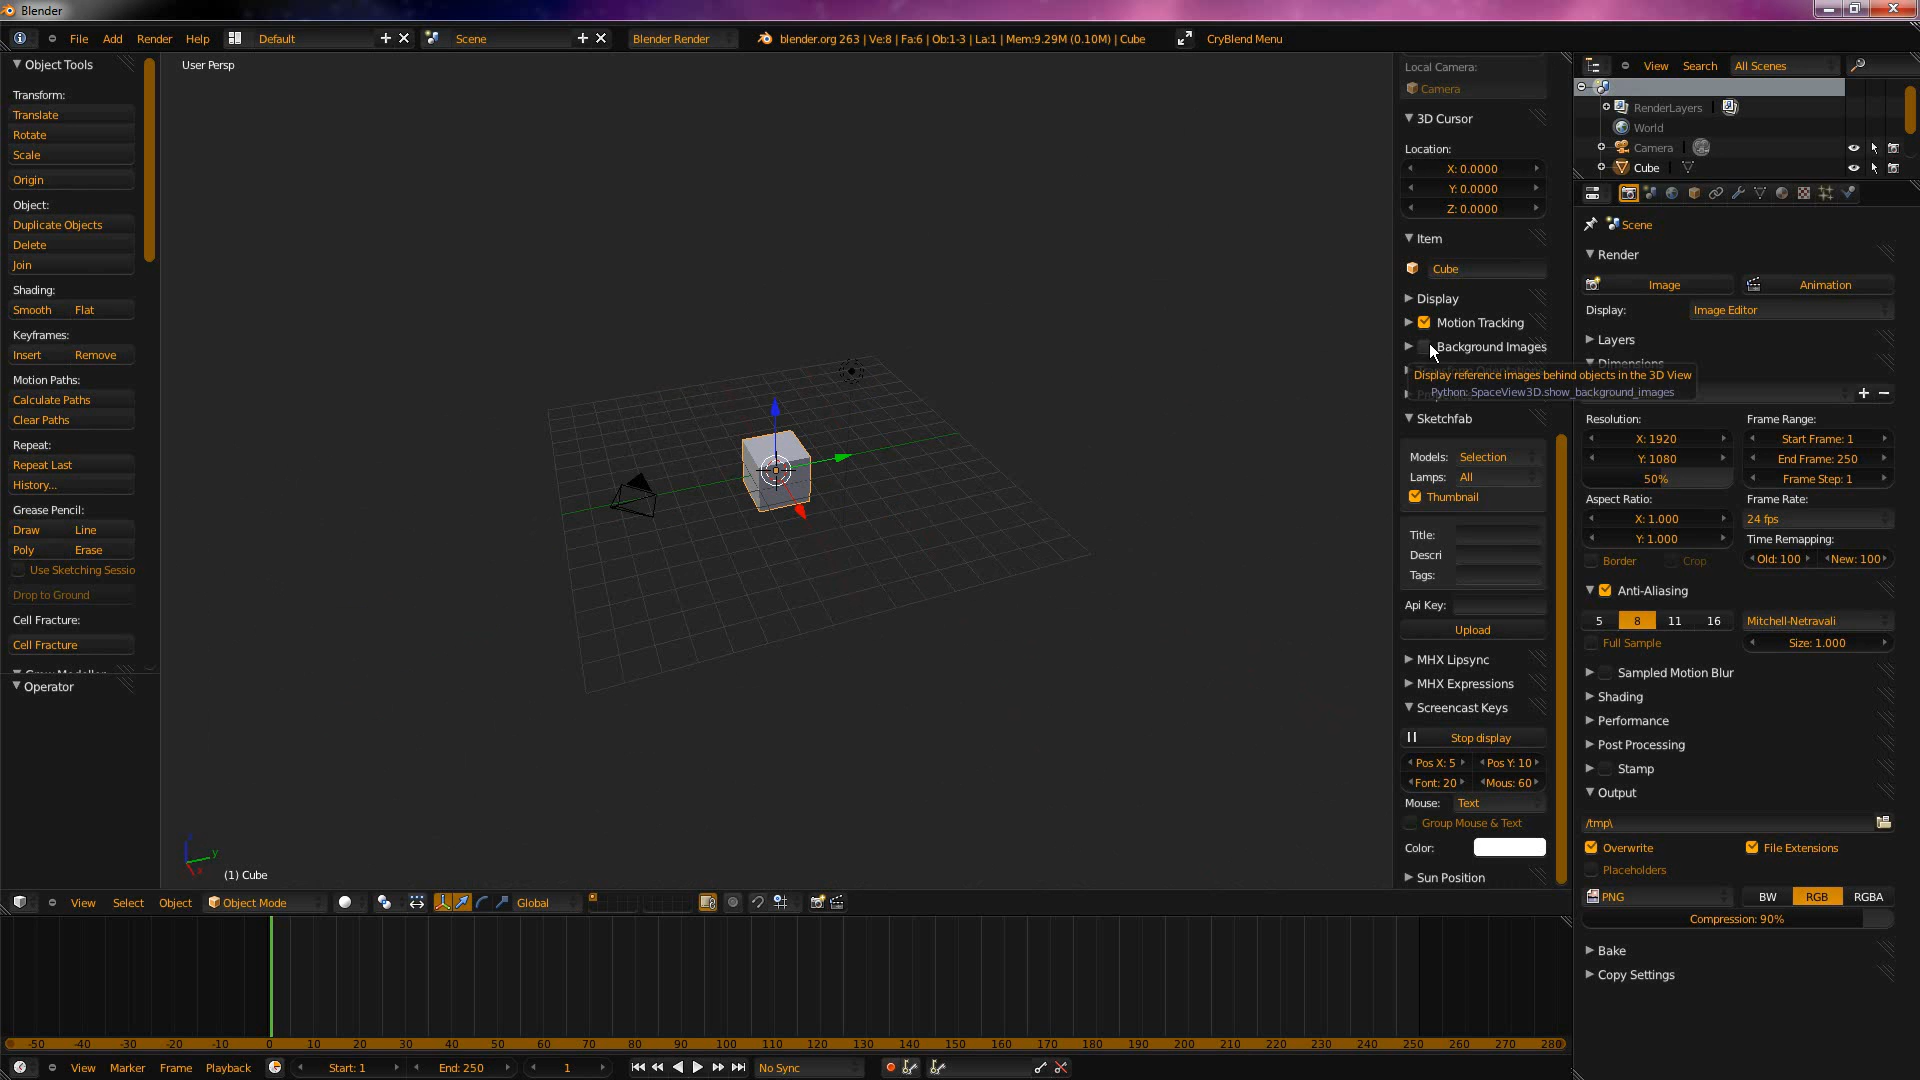 Blender
File Add Render Help Default Scene Blender Render blender.org 263 | Ve:8 | Fa:6 | Ob:1-3 | La:1 | Mem:9.29M (0.10M) | Cube CryBlend Menu
Object Tools
Transform:
Translate
Rotate
Scale
Origin
Object:
Duplicate Objects
Delete
Join
Shading:
Smooth Flat
Keyframes:
Insert Remove
Motion Paths:
Calculate Paths
Clear Paths
Repeat:
Repeat Last
History...
Grease Pencil:
Draw Line
Poly Erase
Use Sketching Sessio
Drop to Ground
Cell Fracture:
Cell Fracture
Operator
User Persp
y
(1) Cube
Local Camera:
Camera
3D Cursor
Location:
X: 0.0000
Y: 0.0000
Z: 0.0000
Item
Cube
Display
Motion Tracking
Background Images
Display reference images behind objects in the 3D View
Python: SpaceView3D.show_background_images
Sketchfab
Models: Selection
Lamps: All
Thumbnail
Title:
Descri
Tags:
Api Key:
Upload
MHX Lipsync
MHX Expressions
Screencast Keys
Stop display
Pos X: 5 Pos Y: 10
Font: 20 Mous: 60
Mouse: Text
Group Mouse & Text
Color:
Sun Position
View Search All Scenes
RenderLayers
World
Camera
Cube
Scene
Render
Image Animation
Display: Image Editor
Layers
Dimensions
Resolution: Frame Range:
X: 1920 Start Frame: 1
Y: 1080 End Frame: 250
50% Frame Step: 1
Aspect Ratio: Frame Rate:
X: 1.000 24 fps
Y: 1.000 Time Remapping:
Border Crop Old: 100 New: 100
Anti-Aliasing
5 8 11 16 Mitchell-Netravali
Full Sample Size: 1.000
Sampled Motion Blur
Shading
Performance
Post Processing
Stamp
Output
/tmp\
Overwrite File Extensions
Placeholders
PNG BW RGB RGBA
Compression: 90%
Bake
Copy Settings
View Select Object Object Mode Global
-50 -40 -30 -20 -10 0 10 20 30 40 50 60 70 80 90 100 110 120 130 140 150 160 170 180 190 200 210 220 230 240 250 260 270 280
View Marker Frame Playback Start: 1 End: 250 1 No Sync